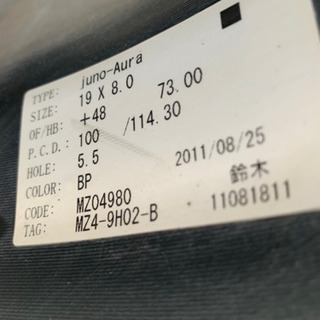 TYPE: juno-Aura
SIZE: 19 X 8.0 73.00
OF/HB: +48
P.C.D.: 100 /114.30
HOLE: 5.5
COLOR: BP 2011/08/25
CODE: MZ04980 鈴木
TAG: MZ4-9H02-B 11081811